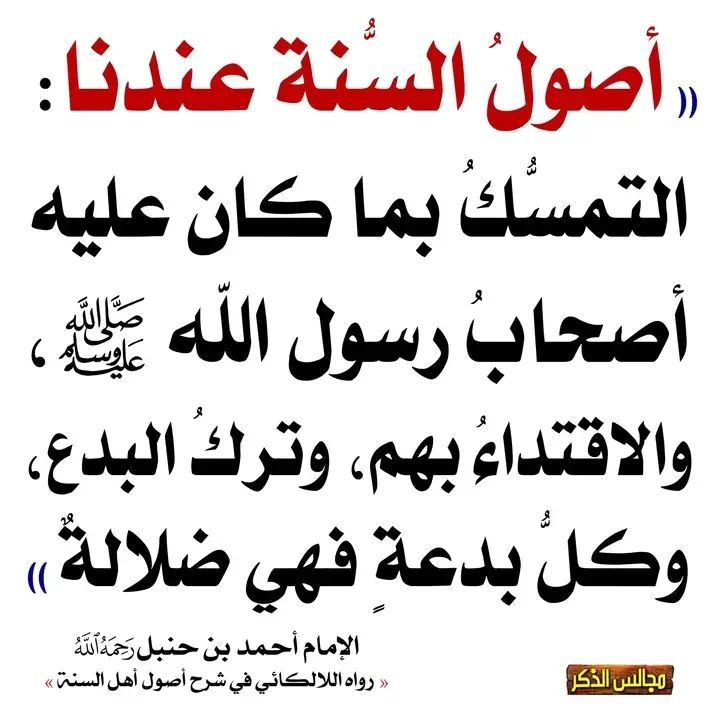 (( أصولُ السُّنة عندنا :
التمسُّكُ بما كان عليه
أصحابُ رسول اللّه ﷺ ،
والاقتداءُ بهم، وتركُ البدع،
وكلُّ بدعةٍ فهي ضلالةٌ ))
الإمام أحمد بن حنبل رَحِمَهُ ٱللَّهُ
« رواه اللالكائي في شرح أصول أهل السنة »
مجالس الذكر